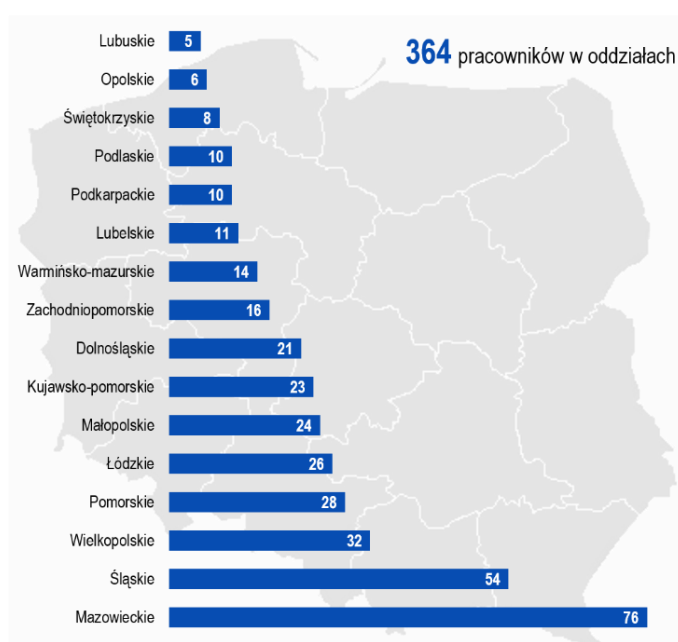 364 pracowników w oddziałach
Lubuskie 5
Opolskie 6
Świętokrzyskie 8
Podlaskie 10
Podkarpackie 10
Lubelskie 11
Warmińsko-mazurskie 14
Zachodniopomorskie 16
Dolnośląskie 21
Kujawsko-pomorskie 23
Małopolskie 24
Łódzkie 26
Pomorskie 28
Wielkopolskie 32
Śląskie 54
Mazowieckie 76